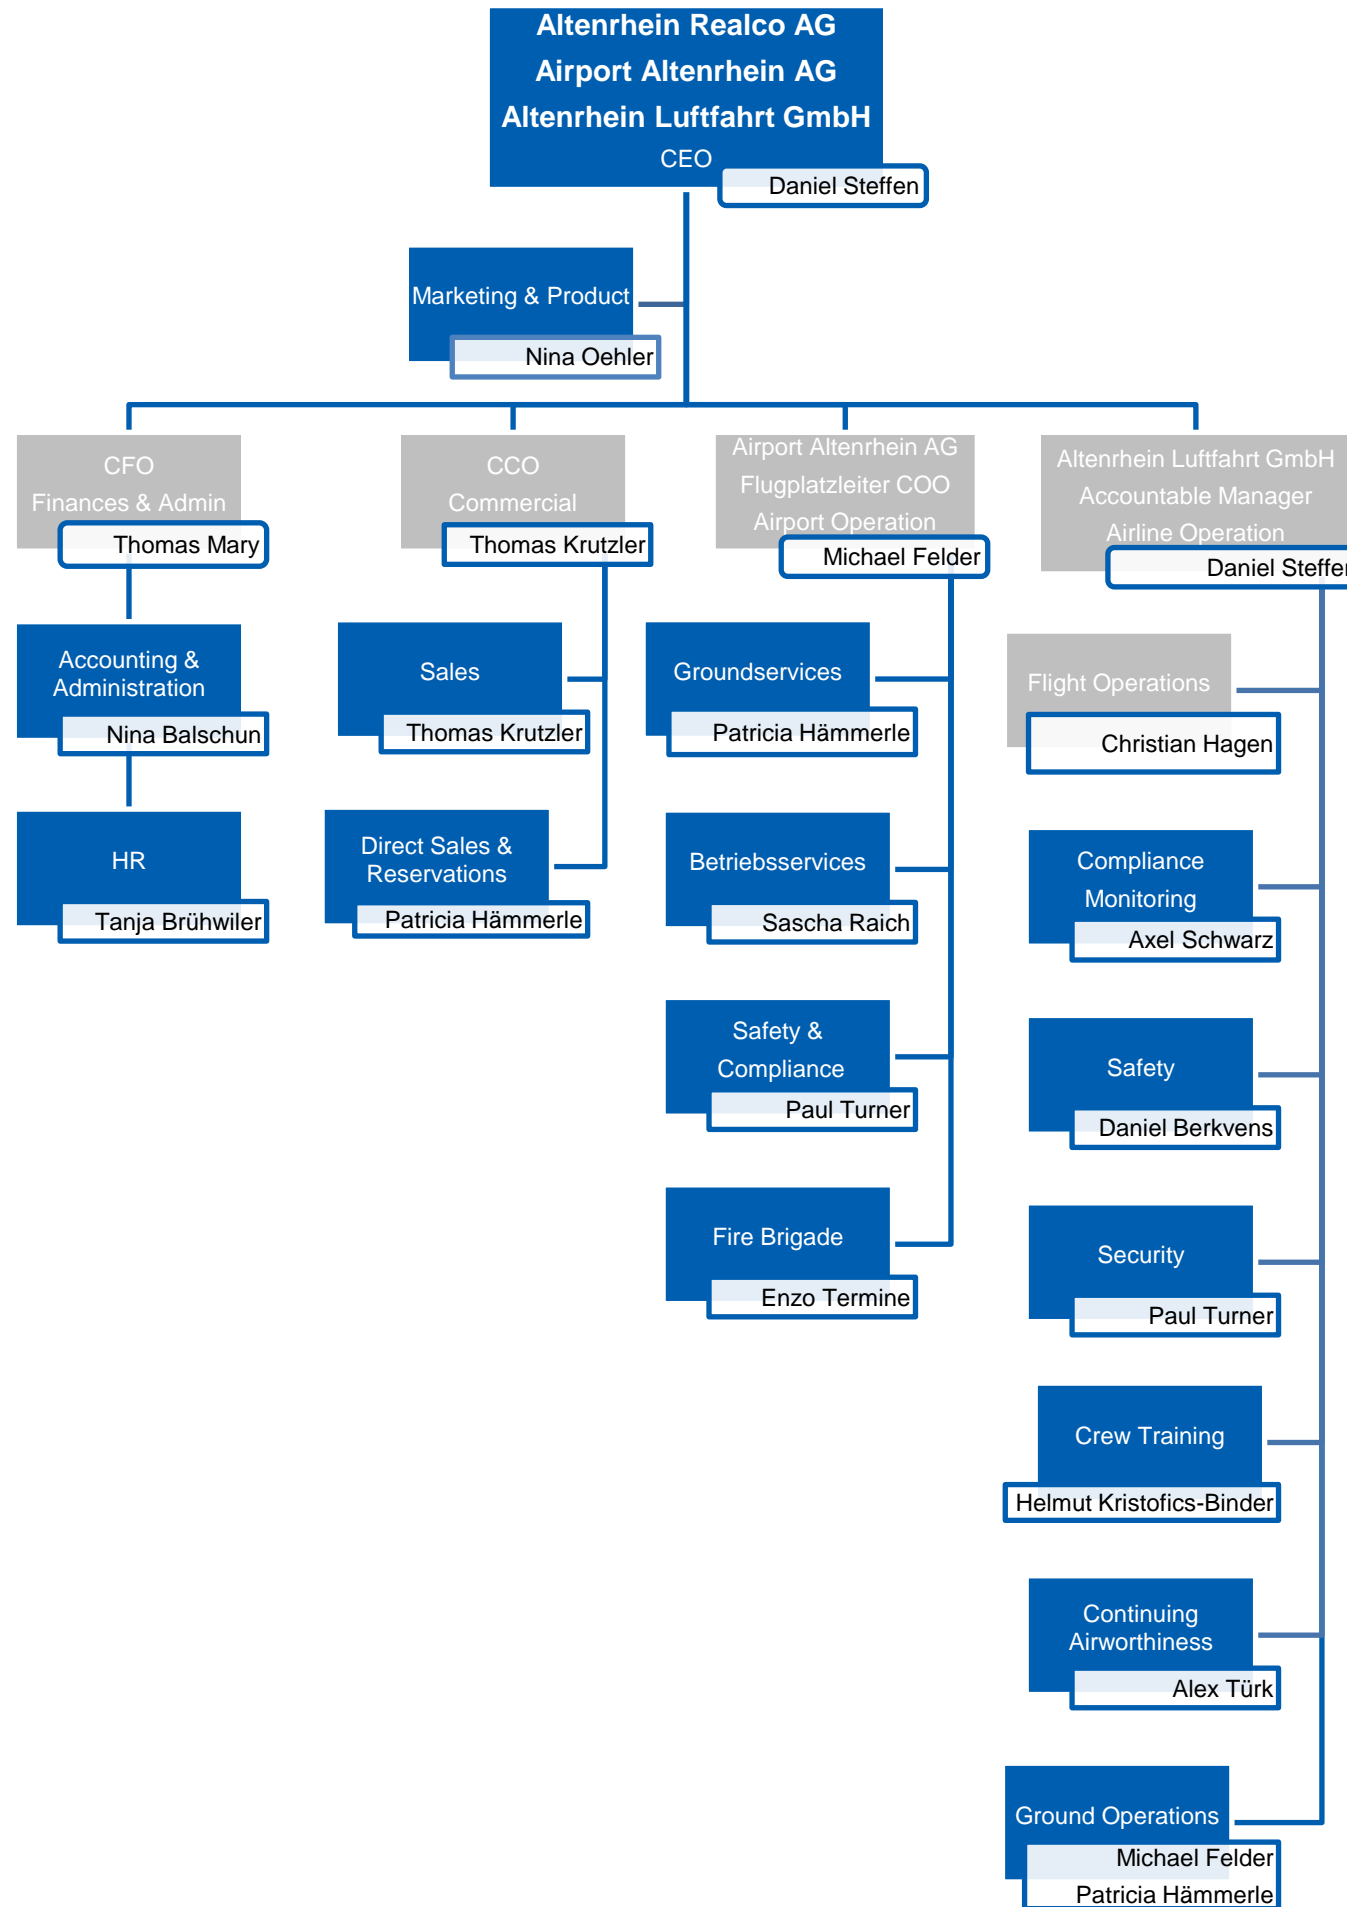 Altenrhein Realco AG
Airport Altenrhein AG
Altenrhein Luftfahrt GmbH
CEO
Daniel Steffen
Marketing & Product
Nina Oehler
CFO
Finances & Admin
Thomas Mary
Accounting &
Administration
Nina Balschun
HR
Tanja Brühwiler
CCO
Commercial
Thomas Krutzler
Sales
Thomas Krutzler
Direct Sales &
Reservations
Patricia Hämmerle
Airport Altenrhein AG
Flugplatzleiter COO
Airport Operation
Michael Felder
Groundservices
Patricia Hämmerle
Betriebsservices
Sascha Raich
Safety &
Compliance
Paul Turner
Fire Brigade
Enzo Termine
Altenrhein Luftfahrt GmbH
Accountable Manager
Airline Operation
Daniel Steffen
Flight Operations
Christian Hagen
Compliance
Monitoring
Axel Schwarz
Safety
Daniel Berkvens
Security
Paul Turner
Crew Training
Helmut Kristofics-Binder
Continuing
Airworthiness
Alex Türk
Ground Operations
Michael Felder
Patricia Hämmerle